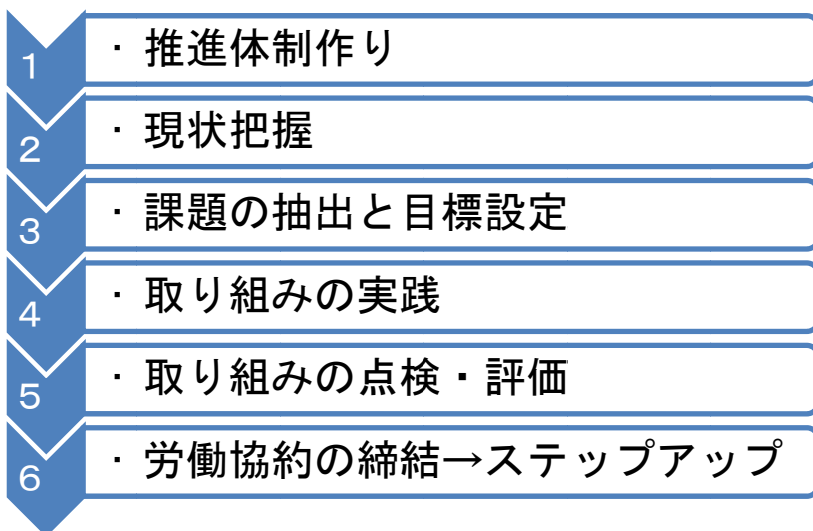 1 ・推進体制作り
2 ・現状把握
3 ・課題の抽出と目標設定
4 ・取り組みの実践
5 ・取り組みの点検・評価
6 ・労働協約の締結→ステップアップ